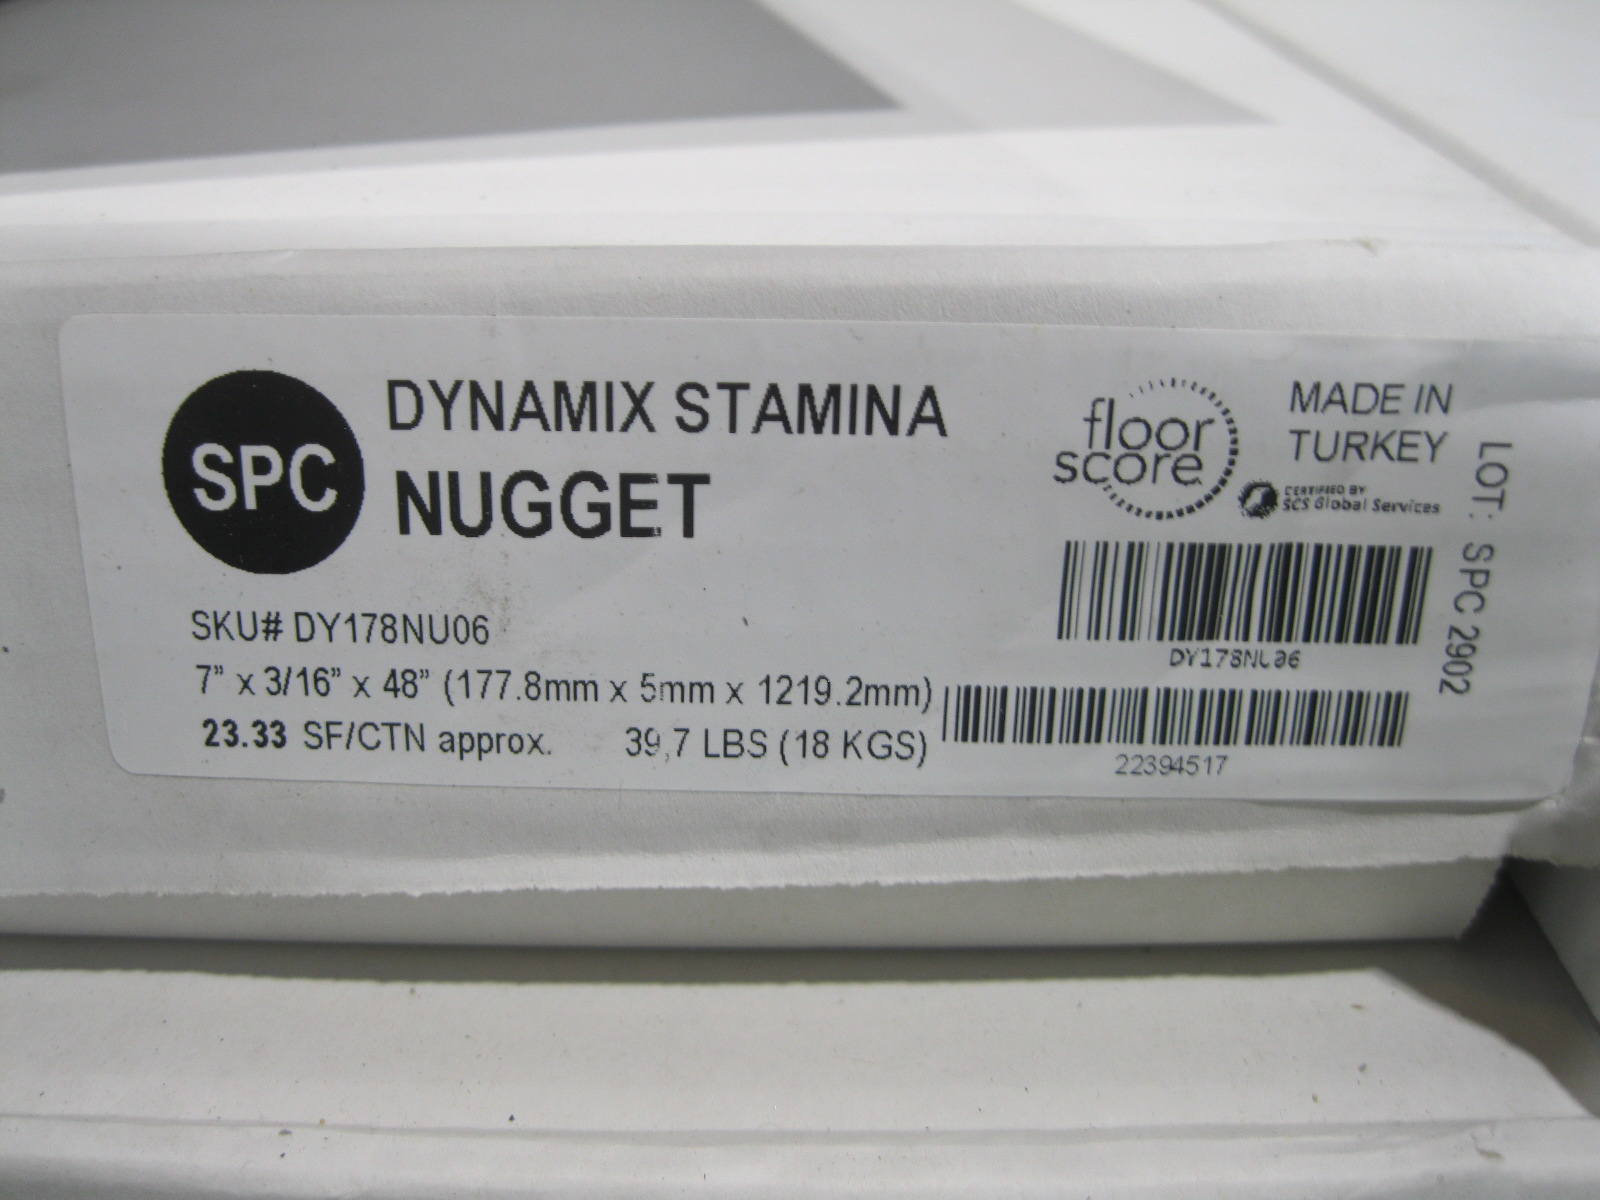 SPC
DYNAMIX STAMINA
NUGGET
SKU# DY178NU06
7” x 3/16” x 48” (177.8mm x 5mm x 1219.2mm)
23.33 SF/CTN approx. 39,7 LBS (18 KGS)
floor
score
CERTIFIED BY
SCS Global Services
MADE IN
TURKEY
DY178NU06
22394517
LOT: SPC 2902